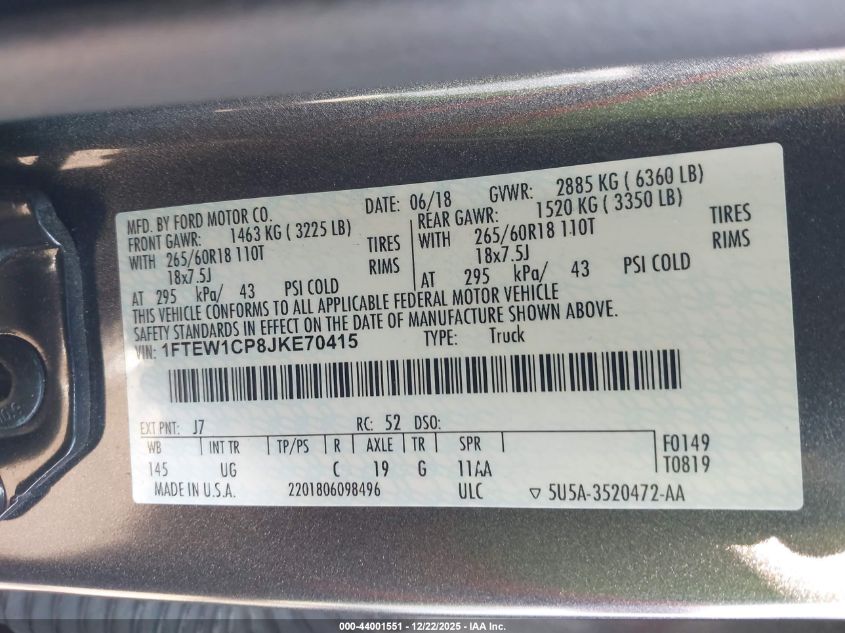 MFD. BY FORD MOTOR CO. DATE: 06/18 GVWR: 2885 KG ( 6360 LB)
FRONT GAWR: 1463 KG ( 3225 LB) REAR GAWR: 1520 KG ( 3350 LB)
WITH 265/60R18 110T TIRES WITH 265/60R18 110T TIRES
18x7.5J RIMS 18x7.5J RIMS
AT 295 kPa/ 43 PSI COLD AT 295 kPa/ 43 PSI COLD
THIS VEHICLE CONFORMS TO ALL APPLICABLE FEDERAL MOTOR VEHICLE
SAFETY STANDARDS IN EFFECT ON THE DATE OF MANUFACTURE SHOWN ABOVE.
VIN: 1FTEW1CP8JKE70415 TYPE: Truck
EXT PNT: J7 RC: 52 DSO:
WB INT TR TP/PS R AXLE TR SPR F0149
145 UG C 19 G 11AA T0819
MADE IN U.S.A. 2201806098496 ULC ▽ 5U5A-3520472-AA
000-44001551 - 12/22/2025 - IAA Inc.